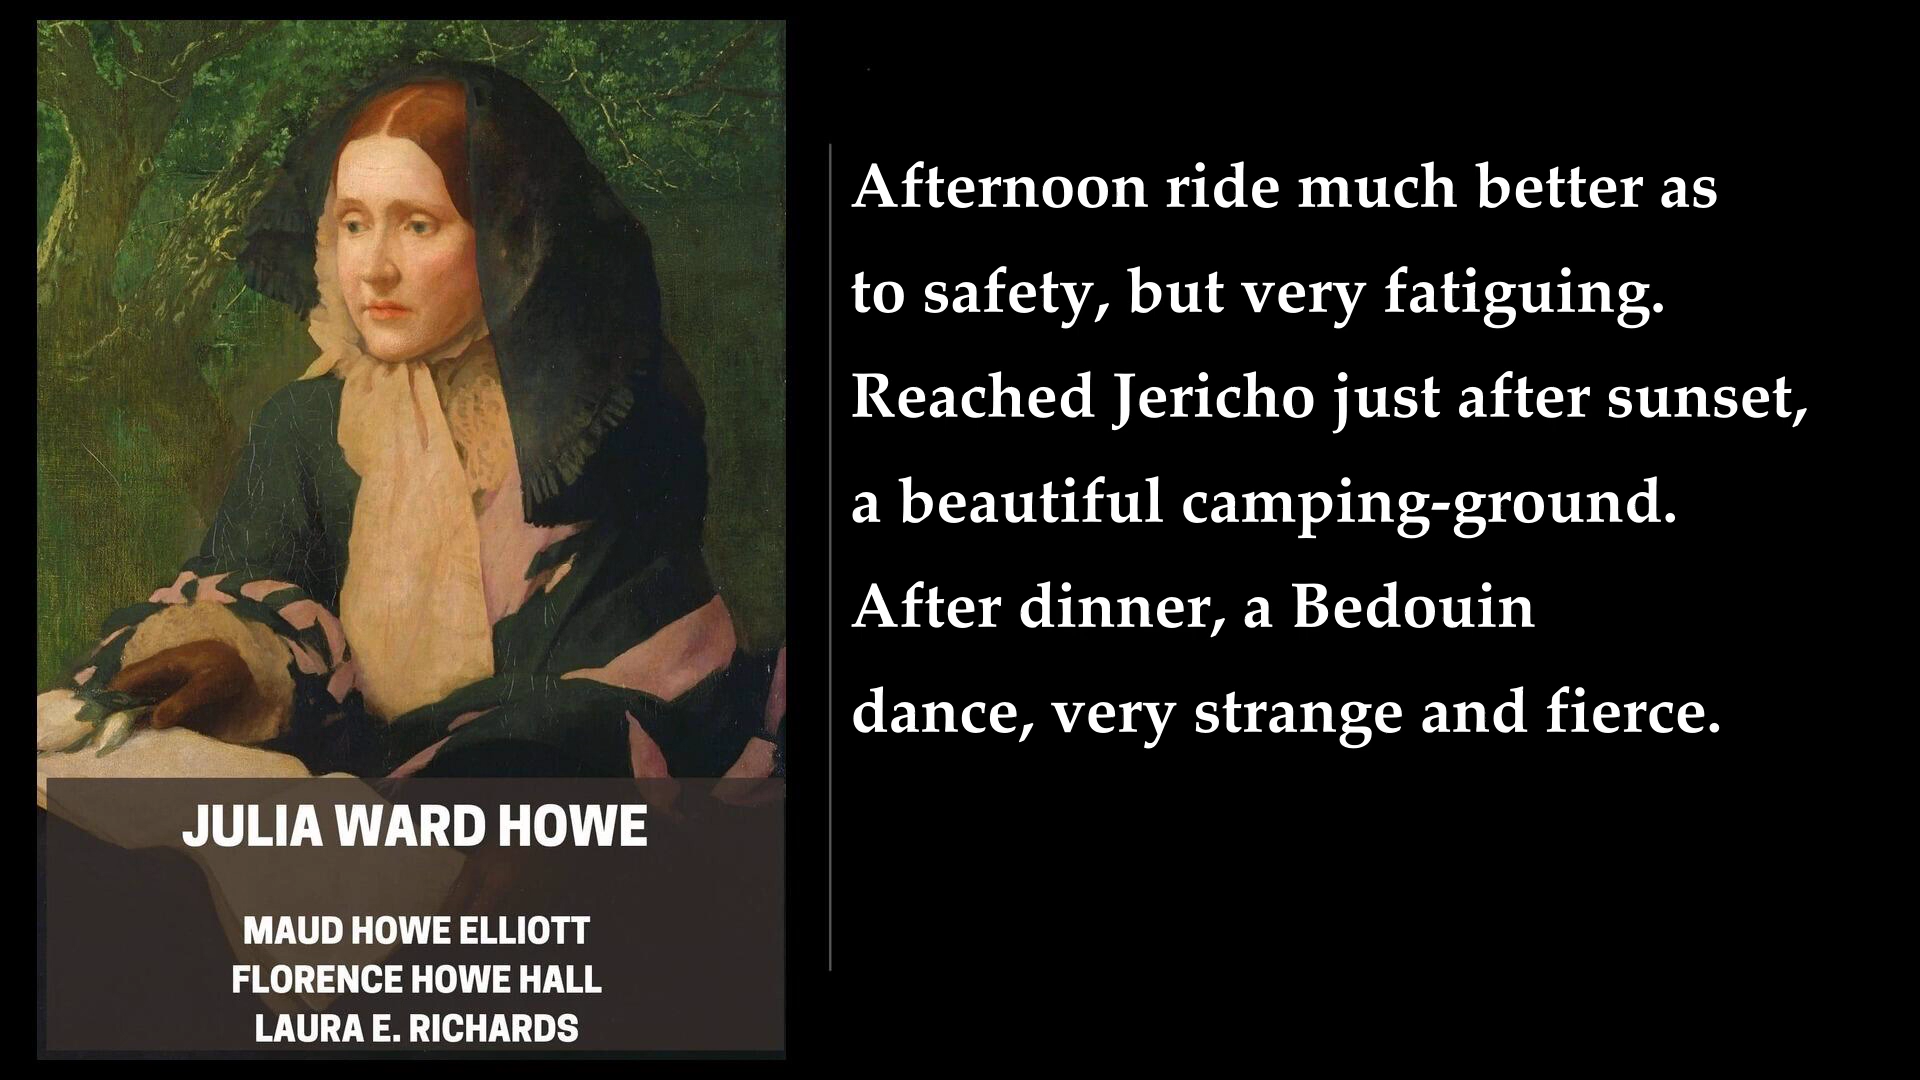 JULIA WARD HOWE
MAUD HOWE ELLIOTT
FLORENCE HOWE HALL
LAURA E. RICHARDS
Afternoon ride much better as
to safety, but very fatiguing.
Reached Jericho just after sunset,
a beautiful camping-ground.
After dinner, a Bedouin
dance, very strange and fierce.